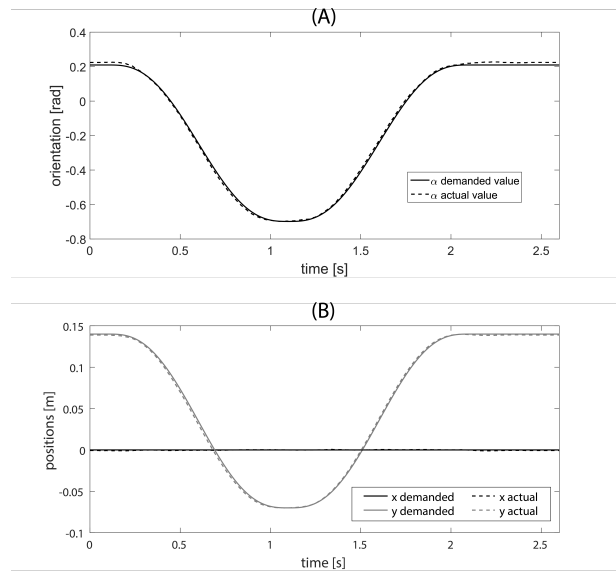 (A)
0.4
0.2
0
-0.2
-0.4
-0.6
-0.8
orientation [rad]
α demanded value
α actual value
0 0.5 1 1.5 2 2.5
time [s]
(B)
0.15
0.1
0.05
0
-0.05
-0.1
positions [m]
x demanded x actual
y demanded y actual
0 0.5 1 1.5 2 2.5
time [s]